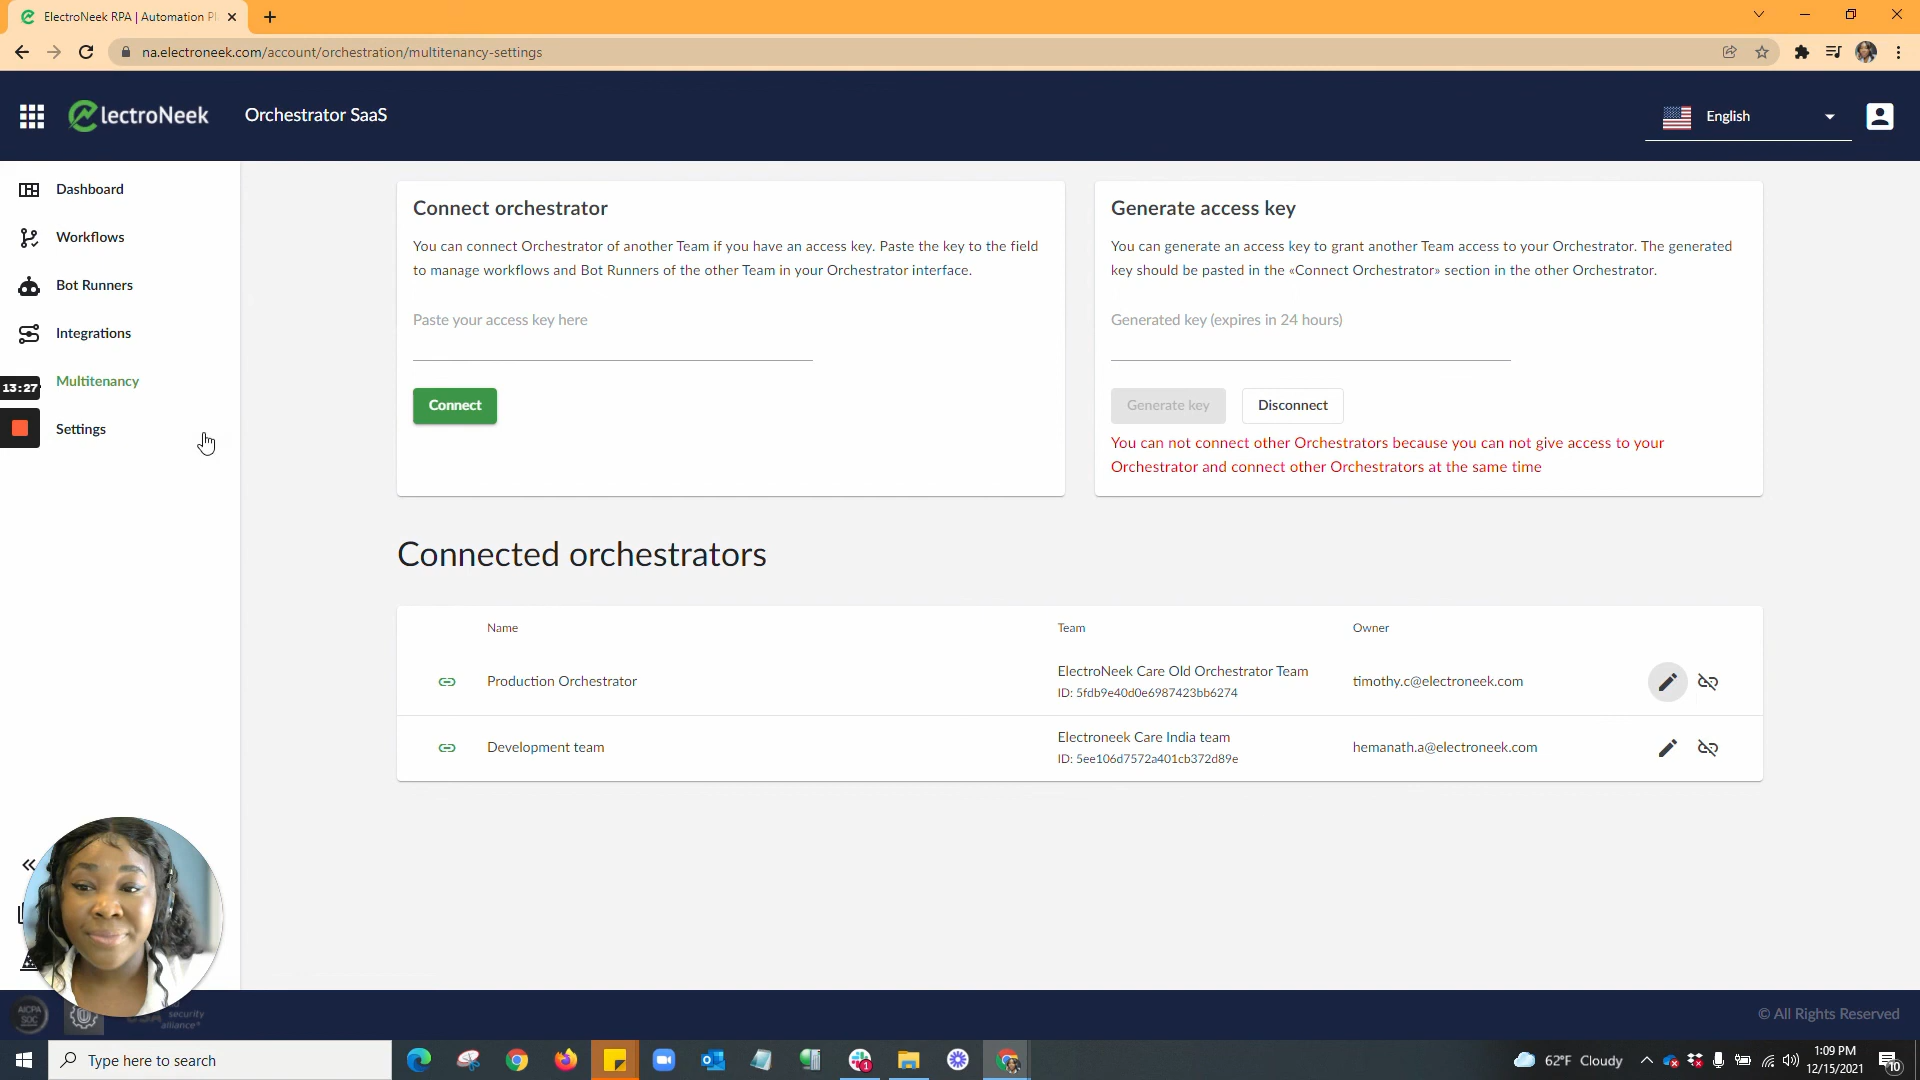 ElectroNeek RPA | Automation Pl
na.electroneek.com/account/orchestration/multitenancy-settings
lectroNeek
Orchestrator SaaS
English
Dashboard
Workflows
Bot Runners
Integrations
Multitenancy
13:27
Settings
Connect orchestrator
You can connect Orchestrator of another Team if you have an access key. Paste the key to the field
to manage workflows and Bot Runners of the other Team in your Orchestrator interface.
Paste your access key here
Connect
Generate access key
You can generate an access key to grant another Team access to your Orchestrator. The generated
key should be pasted in the «Connect Orchestrator» section in the other Orchestrator.
Generated key (expires in 24 hours)
Generate key
Disconnect
You can not connect other Orchestrators because you can not give access to your
Orchestrator and connect other Orchestrators at the same time
Connected orchestrators
Name
Team
Owner
Production Orchestrator
ElectroNeek Care Old Orchestrator Team
ID: 5fdb9e40d0e6987423bb6274
timothy.c@electroneek.com
Development team
Electroneek Care India team
ID: 5ee106d7572a401cb372d89e
hemanath.a@electroneek.com
AICPA
SOC
security
alliance
© All Rights Reserved
Type here to search
1
62°F Cloudy
1:09 PM
12/15/2021
10